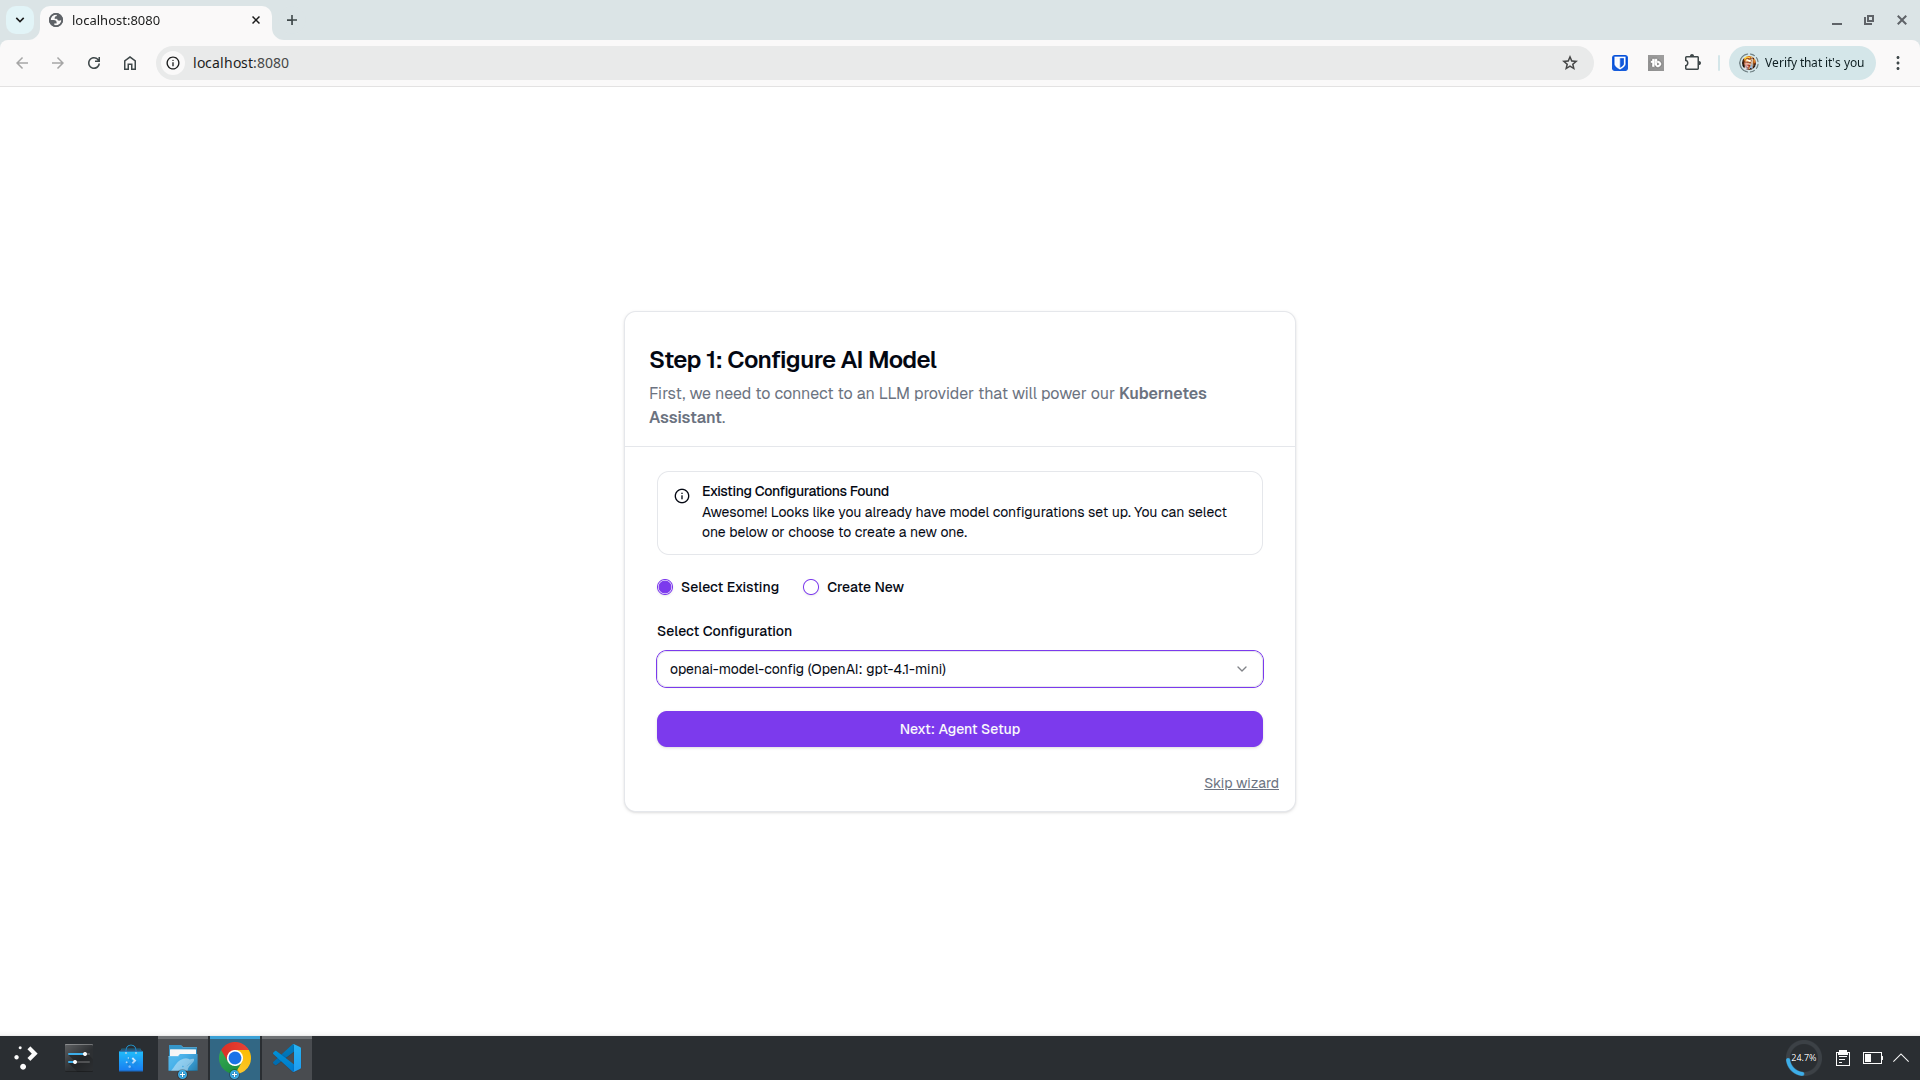 localhost:8080
localhost:8080
Verify that it's you
Step 1: Configure AI Model
First, we need to connect to an LLM provider that will power our Kubernetes
Assistant.
Existing Configurations Found
Awesome! Looks like you already have model configurations set up. You can select
one below or choose to create a new one.
Select Existing
Create New
Select Configuration
openai-model-config (OpenAI: gpt-4.1-mini)
Next: Agent Setup
Skip wizard
24.7%